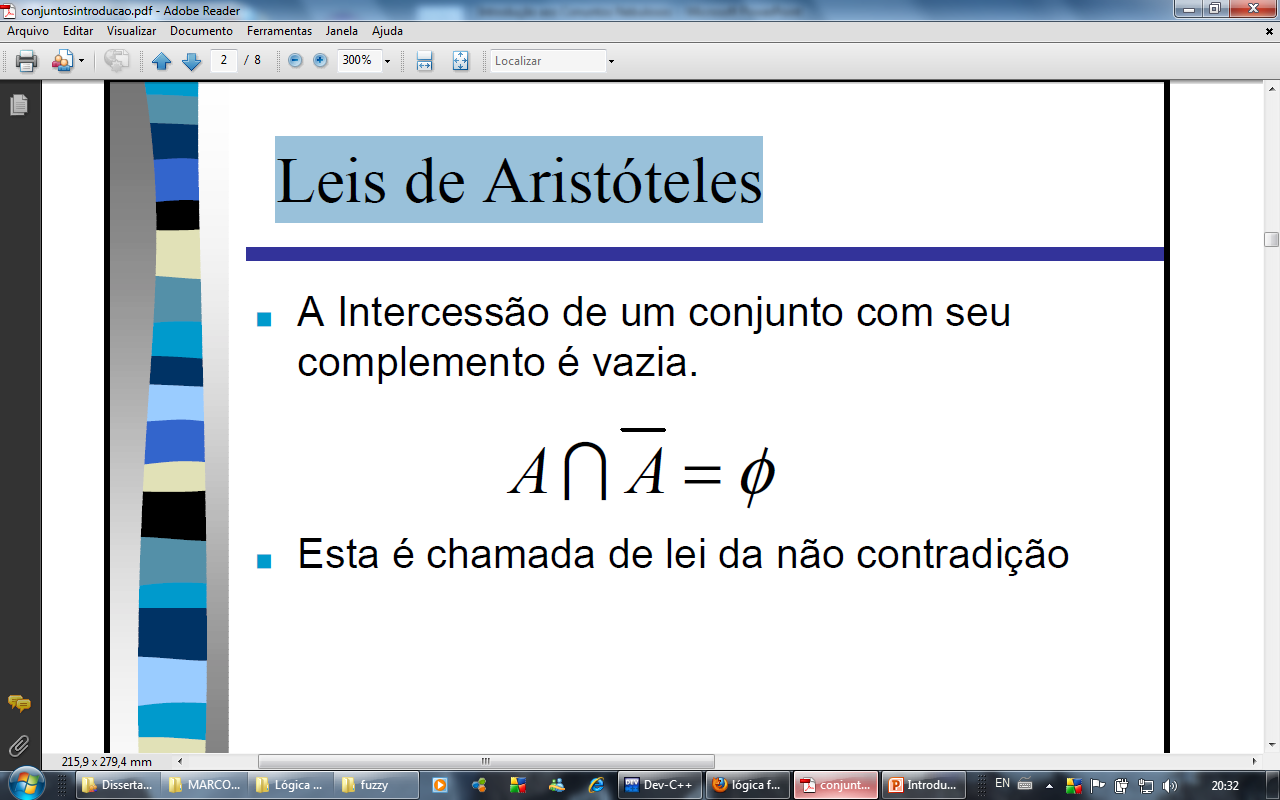 conjuntosintroducao.pdf - Adobe Reader
Arquivo Editar Visualizar Documento Ferramentas Janela Ajuda
2 / 8 300% Localizar
Leis de Aristóteles
A Intercessão de um conjunto com seu
complemento é vazia.
A ⋂ A̅ = ϕ
Esta é chamada de lei da não contradição
215,9 x 279,4 mm
Disserta... MARCO... Lógica ... fuzzy Dev-C++ lógica f... conjunt... Introdu... EN 20:32